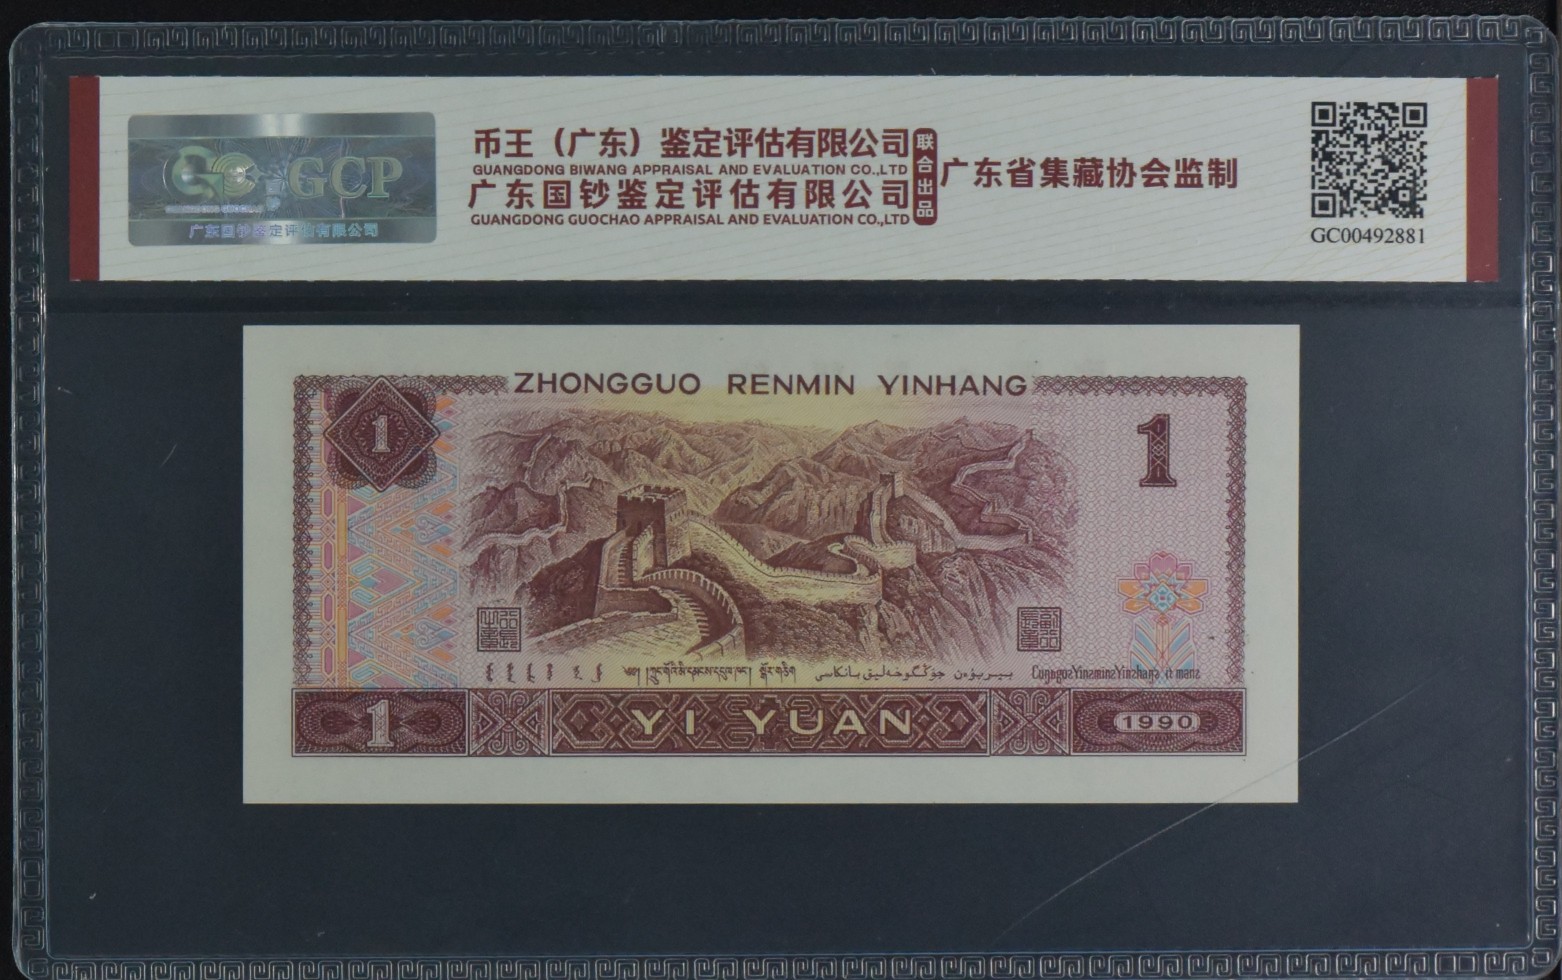 GCP
广东国钞鉴定评估有限公司
币王（广东）鉴定评估有限公司
GUANGDONG BIWANG APPRAISAL AND EVALUATION CO.,LTD
广东国钞鉴定评估有限公司
GUANGDONG GUOCHAO APPRAISAL AND EVALUATION CO.,LTD
联合出品
广东省集藏协会监制
GC00492881
ZHONGGUO RENMIN YINHANG
1
1
1
YI YUAN
1990